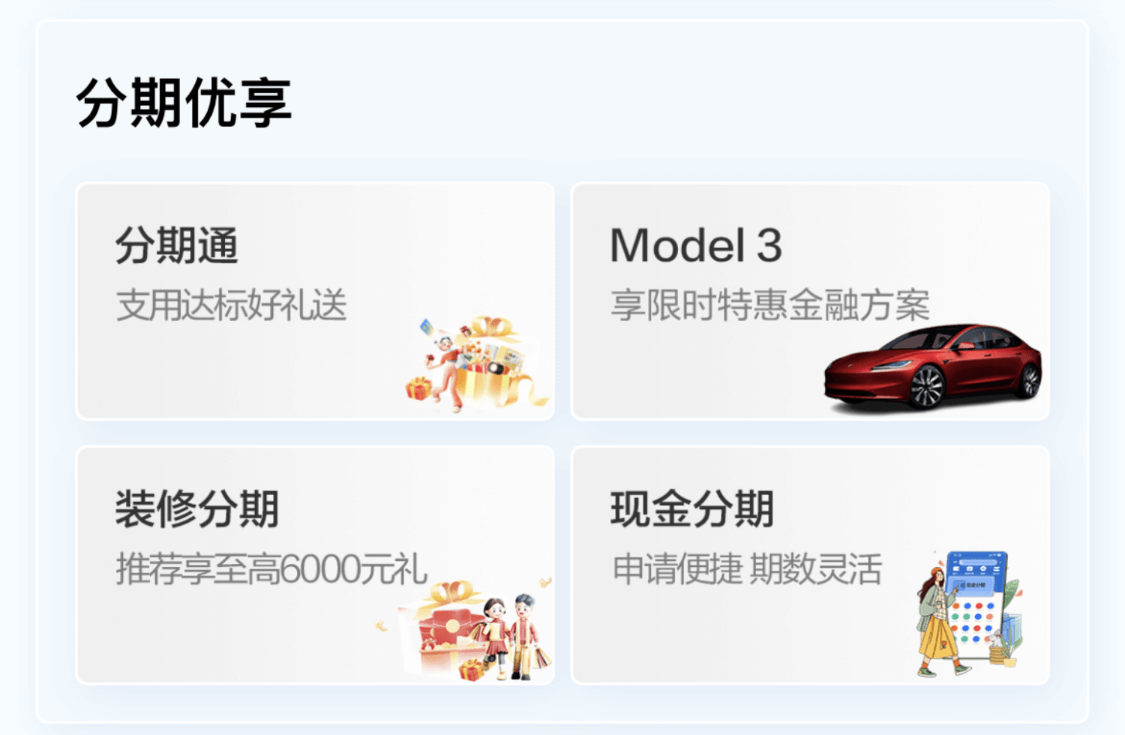 分期优享
分期通
支用达标好礼送
Model 3
享限时特惠金融方案
装修分期
推荐享至高6000元礼
现金分期
申请便捷 期数灵活